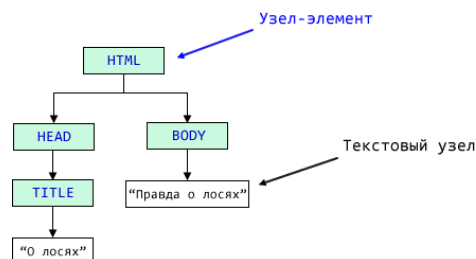 Узел-элемент
HTML
HEAD
BODY
Текстовый узел
TITLE
“Правда о лосях”
“О лосях”